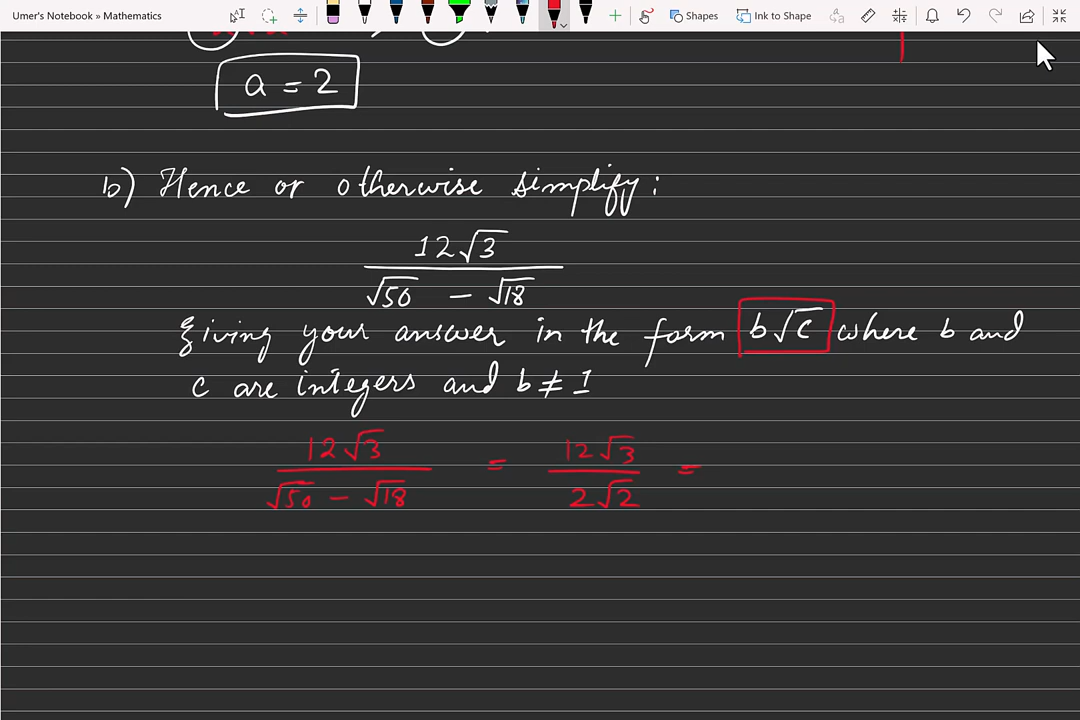 Umer's Notebook » Mathematics
Shapes
Ink to Shape
a = 2
b) Hence or otherwise simplify:
12√3
√50 − √18
Giving your answer in the form b√c where b and
c are integers and b ≠ 1
12√3 = 12√3 =
√50 − √18 2√2